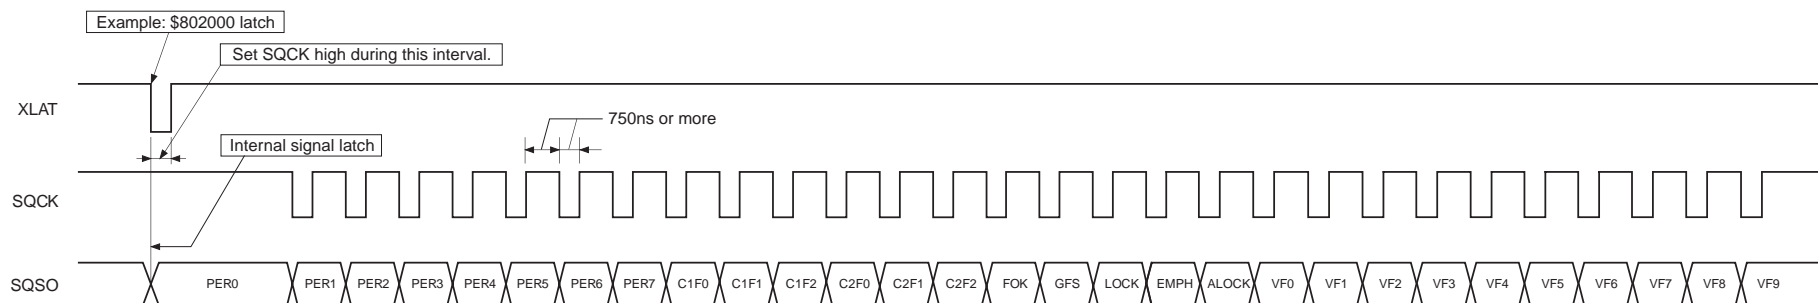 Example: $802000 latch
Set SQCK high during this interval.
XLAT
750ns or more
Internal signal latch
SQCK
SQSO PER0 PER1 PER2 PER3 PER4 PER5 PER6 PER7 C1F0 C1F1 C1F2 C2F0 C2F1 C2F2 FOK GFS LOCK EMPH ALOCK VF0 VF1 VF2 VF3 VF4 VF5 VF6 VF7 VF8 VF9